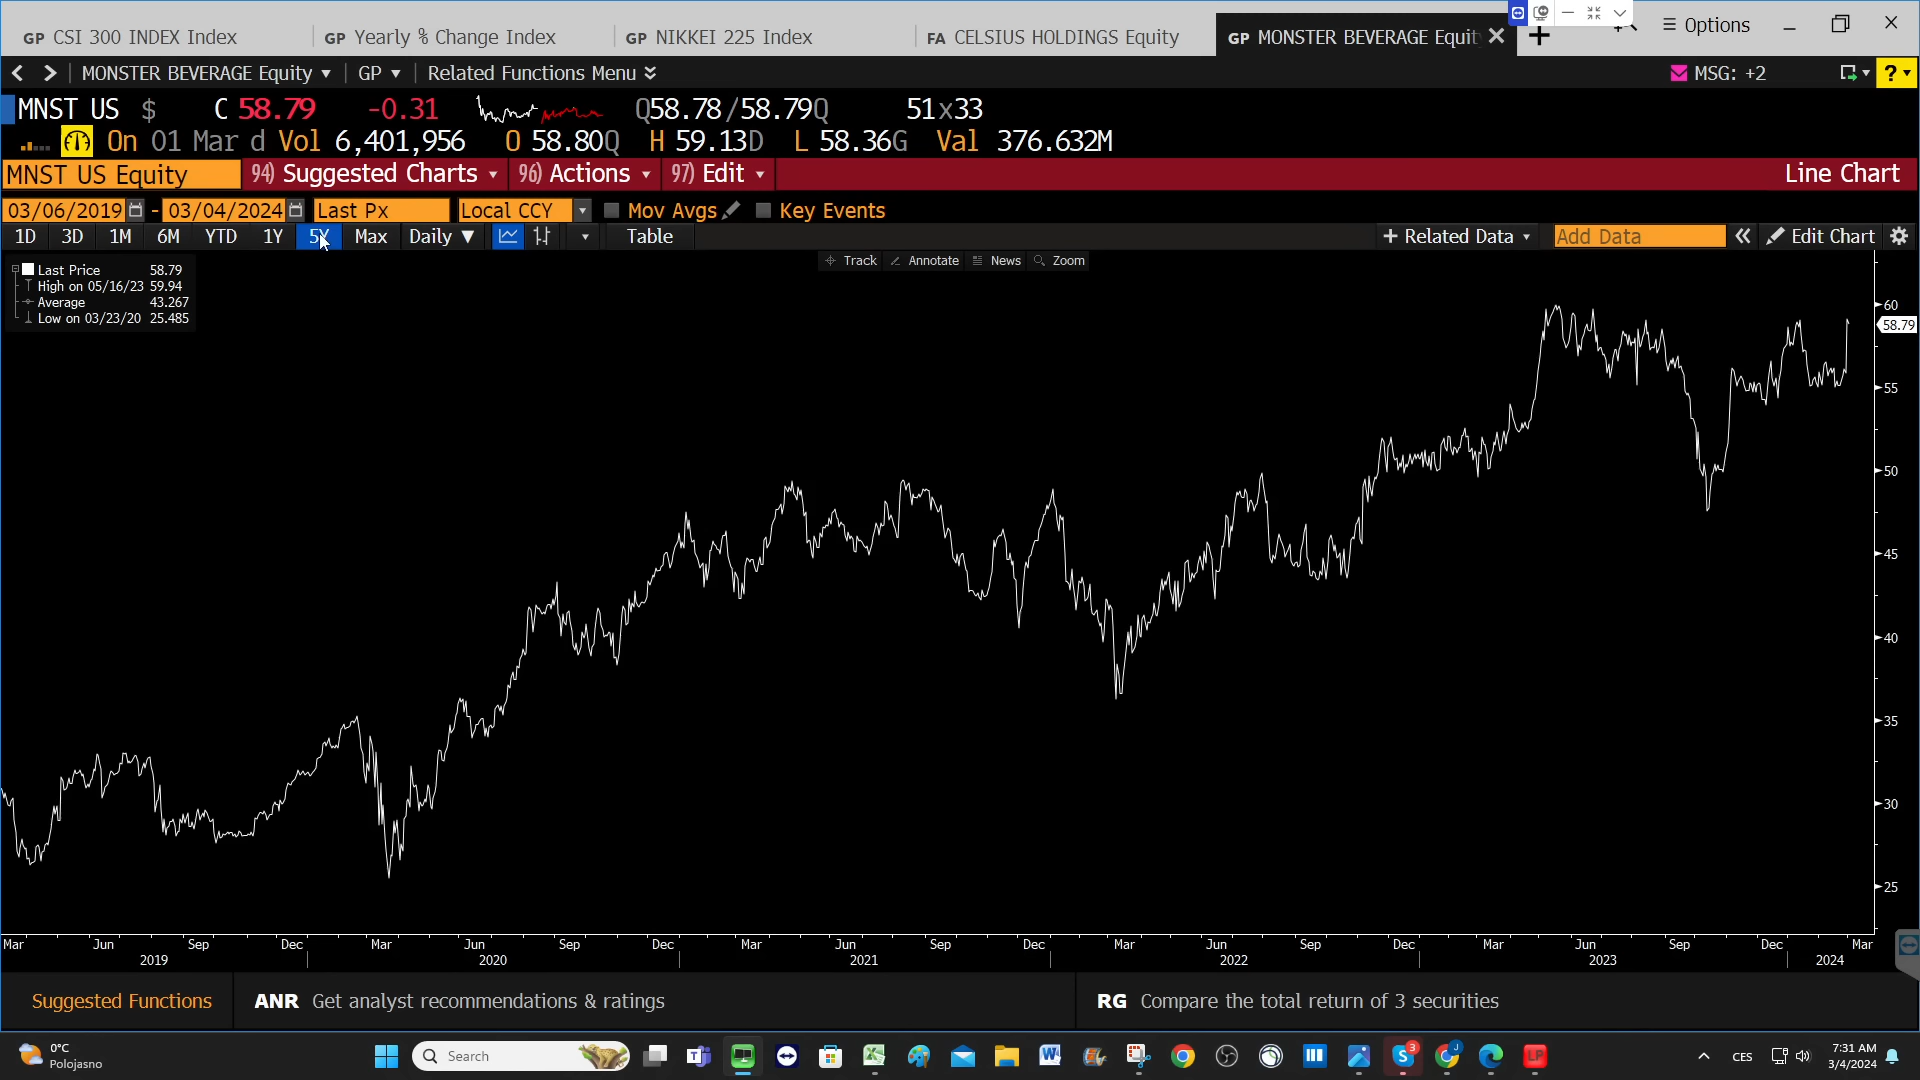 GP CSI 300 INDEX Index
GP Yearly % Change Index
GP NIKKEI 225 Index
FA CELSIUS HOLDINGS Equity
GP MONSTER BEVERAGE Equit
Options
MONSTER BEVERAGE Equity GP Related Functions Menu MSG: +2 ?
MNST US $ C 58.79 -0.31 Q58.78/58.79Q 51x33
On 01 Mar d Vol 6,401,956 O 58.80Q H 59.13D L 58.36G Val 376.632M
MNST US Equity 94) Suggested Charts 96) Actions 97) Edit Line Chart
03/06/2019 - 03/04/2024 Last Px Local CCY Mov Avgs Key Events
1D 3D 1M 6M YTD 1Y 5Y Max Daily ▼ Table + Related Data Add Data « Edit Chart
Track Annotate News Zoom
Last Price 58.79
High on 05/16/23 59.94
Average 43.267
Low on 03/23/20 25.485
60
58.79
55
50
45
40
35
30
25
Mar Jun Sep Dec Mar Jun Sep Dec Mar Jun Sep Dec Mar Jun Sep Dec Mar Jun Sep Dec Mar
2019 2020 2021 2022 2023 2024
Suggested Functions ANR Get analyst recommendations & ratings RG Compare the total return of 3 securities
0°C
Polojasno
Search
3
J
LP
CES
7:31 AM
3/4/2024